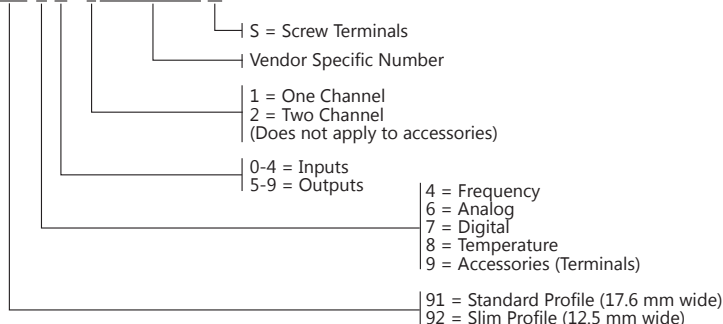 S = Screw Terminals
Vendor Specific Number
1 = One Channel
2 = Two Channel
(Does not apply to accessories)
0-4 = Inputs
5-9 = Outputs
4 = Frequency
6 = Analog
7 = Digital
8 = Temperature
9 = Accessories (Terminals)
91 = Standard Profile (17.6 mm wide)
92 = Slim Profile (12.5 mm wide)